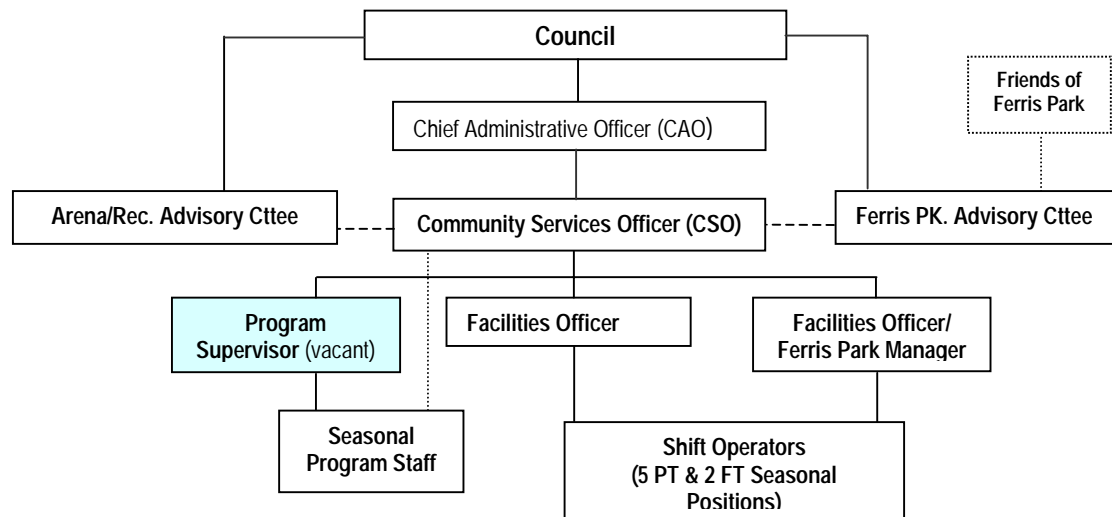 Council
Friends of
Ferris Park
Chief Administrative Officer (CAO)
Arena/Rec. Advisory Cttee
Community Services Officer (CSO)
Ferris PK. Advisory Cttee
Program
Supervisor (vacant)
Facilities Officer
Facilities Officer/
Ferris Park Manager
Seasonal
Program Staff
Shift Operators
(5 PT & 2 FT Seasonal
Positions)